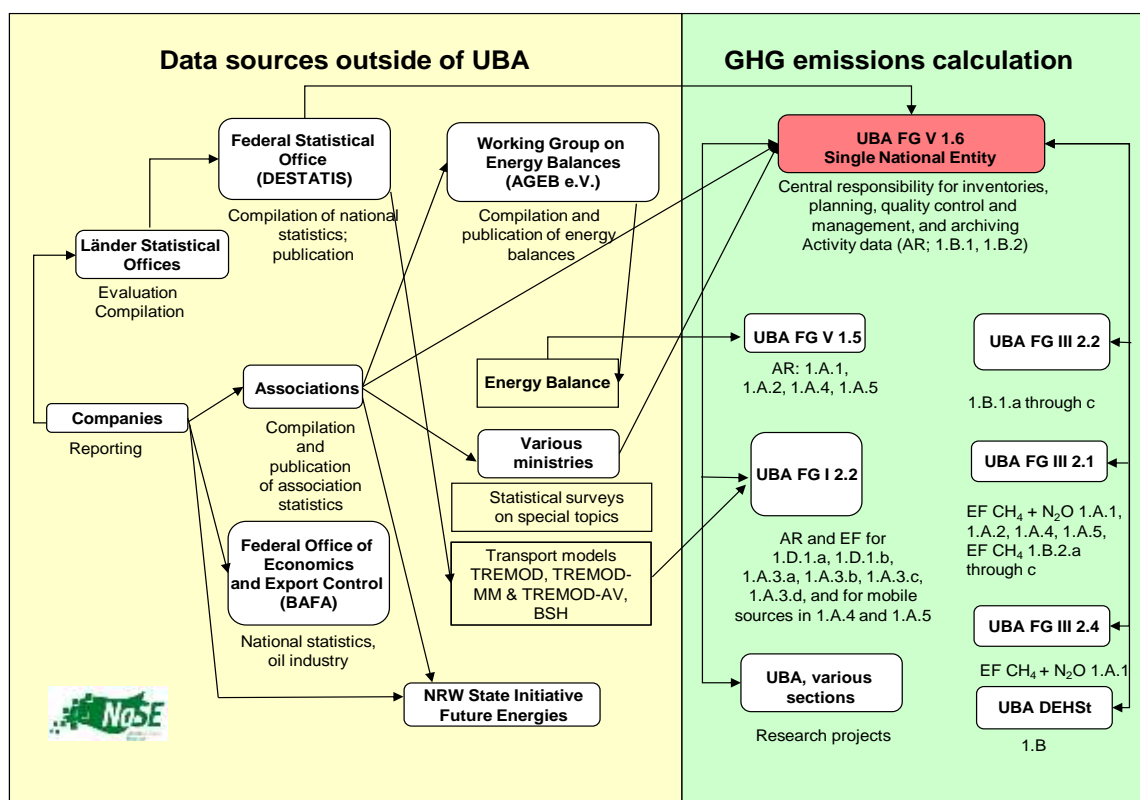 Data sources outside of UBA
GHG emissions calculation
Federal Statistical
Office
(DESTATIS)
Compilation of national
statistics;
publication
Working Group on
Energy Balances
(AGEB e.V.)
Compilation and
publication of energy
balances
UBA FG V 1.6
Single National Entity
Central responsibility for inventories,
planning, quality control and
management, and archiving
Activity data (AR; 1.B.1, 1.B.2)
Länder Statistical
Offices
Evaluation
Compilation
Companies
Reporting
Associations
Compilation
and
publication
of association
statistics
Federal Office of
Economics
and Export Control
(BAFA)
National statistics,
oil industry
Energy Balance
Various
ministries
Statistical surveys
on special topics
Transport models
TREMOD, TREMOD-
MM & TREMOD-AV,
BSH
NRW State Initiative
Future Energies
UBA FG V 1.5
AR: 1.A.1,
1.A.2, 1.A.4, 1.A.5
UBA FG I 2.2
AR and EF for
1.D.1.a, 1.D.1.b,
1.A.3.a, 1.A.3.b, 1.A.3.c,
1.A.3.d, and for mobile
sources in 1.A.4 and 1.A.5
UBA, various
sections
Research projects
UBA FG III 2.2
1.B.1.a through c
UBA FG III 2.1
EF CH₄ + N₂O 1.A.1,
1.A.2, 1.A.4, 1.A.5,
EF CH₄ 1.B.2.a
through c
UBA FG III 2.4
EF CH₄ + N₂O 1.A.1
UBA DEHSt
1.B
NaSE